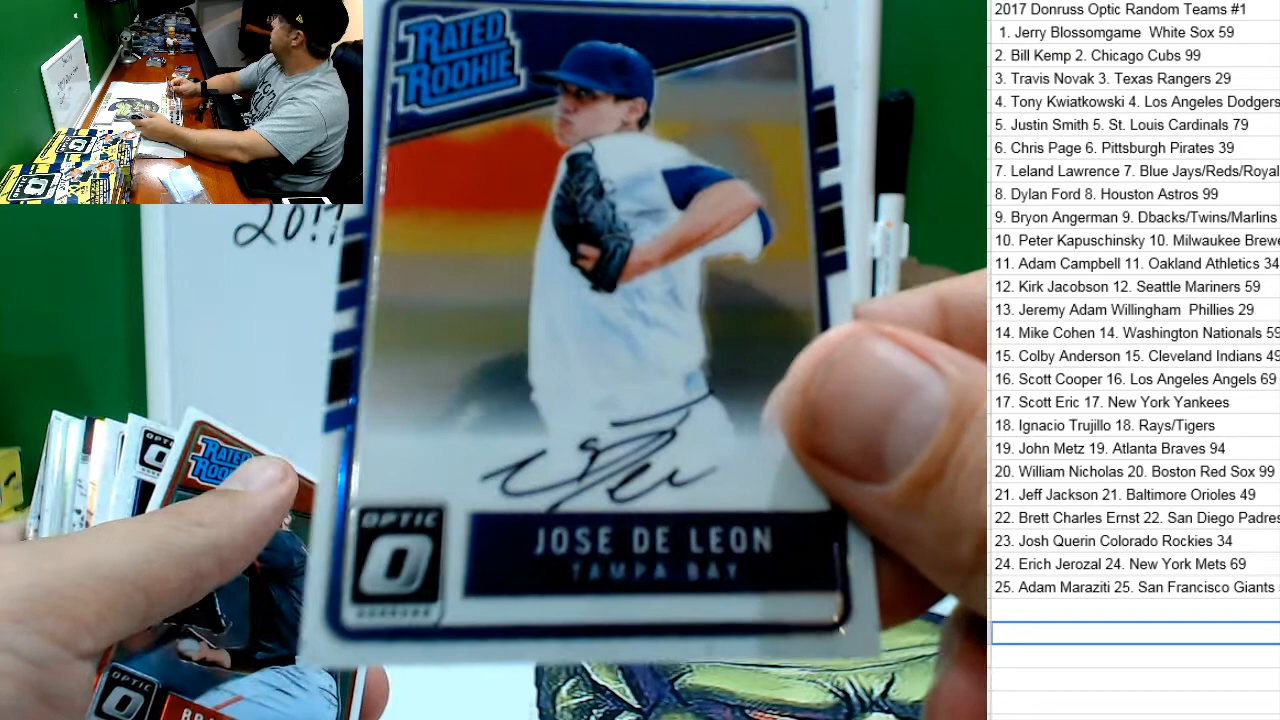 2017 Donruss Optic Random Teams #1
1. Jerry Blossomgame White Sox 59
2. Bill Kemp 2. Chicago Cubs 99
3. Travis Novak 3. Texas Rangers 29
4. Tony Kwiatkowski 4. Los Angeles Dodgers
5. Justin Smith 5. St. Louis Cardinals 79
6. Chris Page 6. Pittsburgh Pirates 39
7. Leland Lawrence 7. Blue Jays/Reds/Royal
8. Dylan Ford 8. Houston Astros 99
9. Bryon Angerman 9. Dbacks/Twins/Marlins
10. Peter Kapuschinsky 10. Milwaukee Brewe
11. Adam Campbell 11. Oakland Athletics 34
12. Kirk Jacobson 12. Seattle Mariners 59
13. Jeremy Adam Willingham Phillies 29
14. Mike Cohen 14. Washington Nationals 59
15. Colby Anderson 15. Cleveland Indians 49
16. Scott Cooper 16. Los Angeles Angels 69
17. Scott Eric 17. New York Yankees
18. Ignacio Trujillo 18. Rays/Tigers
19. John Metz 19. Atlanta Braves 94
20. William Nicholas 20. Boston Red Sox 99
21. Jeff Jackson 21. Baltimore Orioles 49
22. Brett Charles Ernst 22. San Diego Padres
23. Josh Querin Colorado Rockies 34
24. Erich Jerozal 24. New York Mets 69
25. Adam Maraziti 25. San Francisco Giants
RATED
ROOKIE
OPTIC
DONRUSS
JOSE DE LEON
TAMPA BAY
2017
OPTIC
RATED
OPTIC